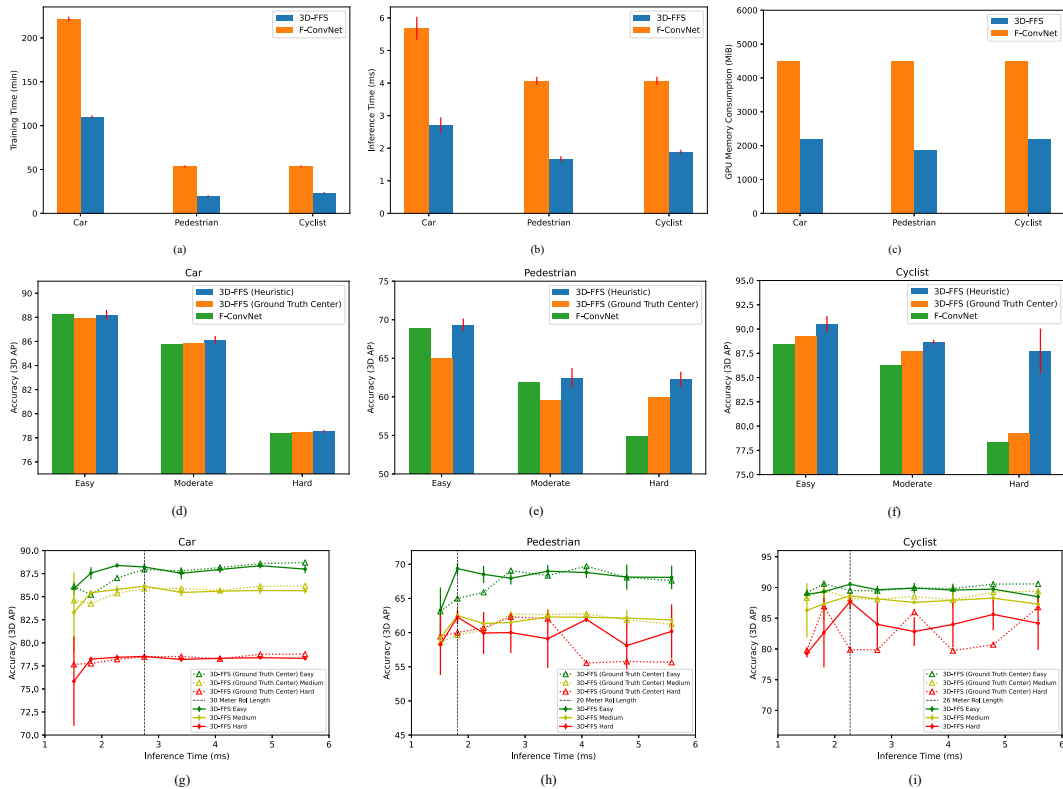 3D-FFS
F-ConvNet
Training Time (min)
200
150
100
50
0
Car
Pedestrian
Cyclist
(a)
3D-FFS
F-ConvNet
Inference Time (ms)
6
5
4
3
2
1
0
Car
Pedestrian
Cyclist
(b)
3D-FFS
F-ConvNet
GPU Memory Consumption (MiB)
6000
5000
4000
3000
2000
1000
0
Car
Pedestrian
Cyclist
(c)
Car
3D-FFS (Heuristic)
3D-FFS (Ground Truth Center)
F-ConvNet
Accuracy (3D AP)
88
86
84
82
80
78
76
Easy
Moderate
Hard
(d)
Pedestrian
3D-FFS (Heuristic)
3D-FFS (Ground Truth Center)
F-ConvNet
Accuracy (3D AP)
75
70
65
60
55
50
Easy
Moderate
Hard
(e)
Cyclist
3D-FFS (Heuristic)
3D-FFS (Ground Truth Center)
F-ConvNet
Accuracy (3D AP)
95.0
92.5
90.0
87.5
85.0
82.5
80.0
77.5
75.0
Easy
Moderate
Hard
(f)
Car
Accuracy (3D AP)
90.0
87.5
85.0
82.5
80.0
77.5
75.0
72.5
70.0
3D-FFS (Ground Truth Center) Easy
3D-FFS (Ground Truth Center) Medium
3D-FFS (Ground Truth Center) Hard
30 Meter RoI Length
3D-FFS Easy
3D-FFS Medium
3D-FFS Hard
1 2 3 4 5 6
Inference Time (ms)
(g)
Pedestrian
Accuracy (3D AP)
70
65
60
55
50
45
3D-FFS (Ground Truth Center) Easy
3D-FFS (Ground Truth Center) Medium
3D-FFS (Ground Truth Center) Hard
20 Meter RoI Length
3D-FFS Easy
3D-FFS Medium
3D-FFS Hard
1 2 3 4 5 6
Inference Time (ms)
(h)
Cyclist
Accuracy (3D AP)
95
90
85
80
75
70
3D-FFS (Ground Truth Center) Easy
3D-FFS (Ground Truth Center) Medium
3D-FFS (Ground Truth Center) Hard
26 Meter RoI Length
3D-FFS Easy
3D-FFS Medium
3D-FFS Hard
1 2 3 4 5 6
Inference Time (ms)
(i)